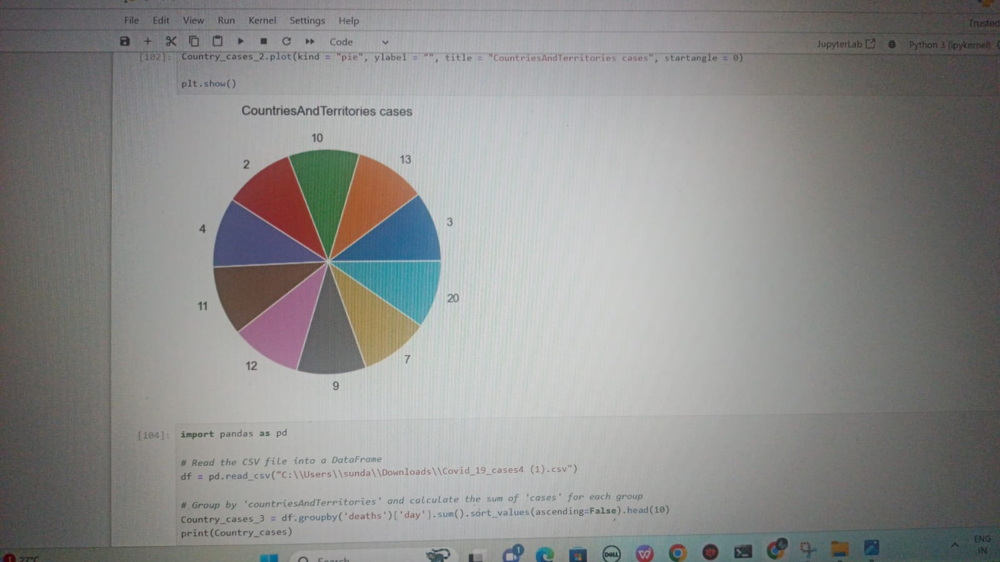 File Edit View Run Kernel Settings Help
Trusted
Code
JupyterLab
Python 3 (ipykernel)
[102]: Country_cases_2.plot(kind = "pie", ylabel = "", title = "CountriesAndTerritories cases", startangle = 0)
plt.show()
CountriesAndTerritories cases
10
13
2
3
4
20
11
7
12
9
[104]: import pandas as pd
# Read the CSV file into a DataFrame
df = pd.read_csv("C:\\Users\\sunda\\Downloads\\Covid_19_cases4 (1).csv")
# Group by 'countriesAndTerritories' and calculate the sum of 'cases' for each group
Country_cases_3 = df.groupby('deaths')['day'].sum().sort_values(ascending=False).head(10)
print(Country_cases)
ENG
IN
27°C
Search
1
DELL